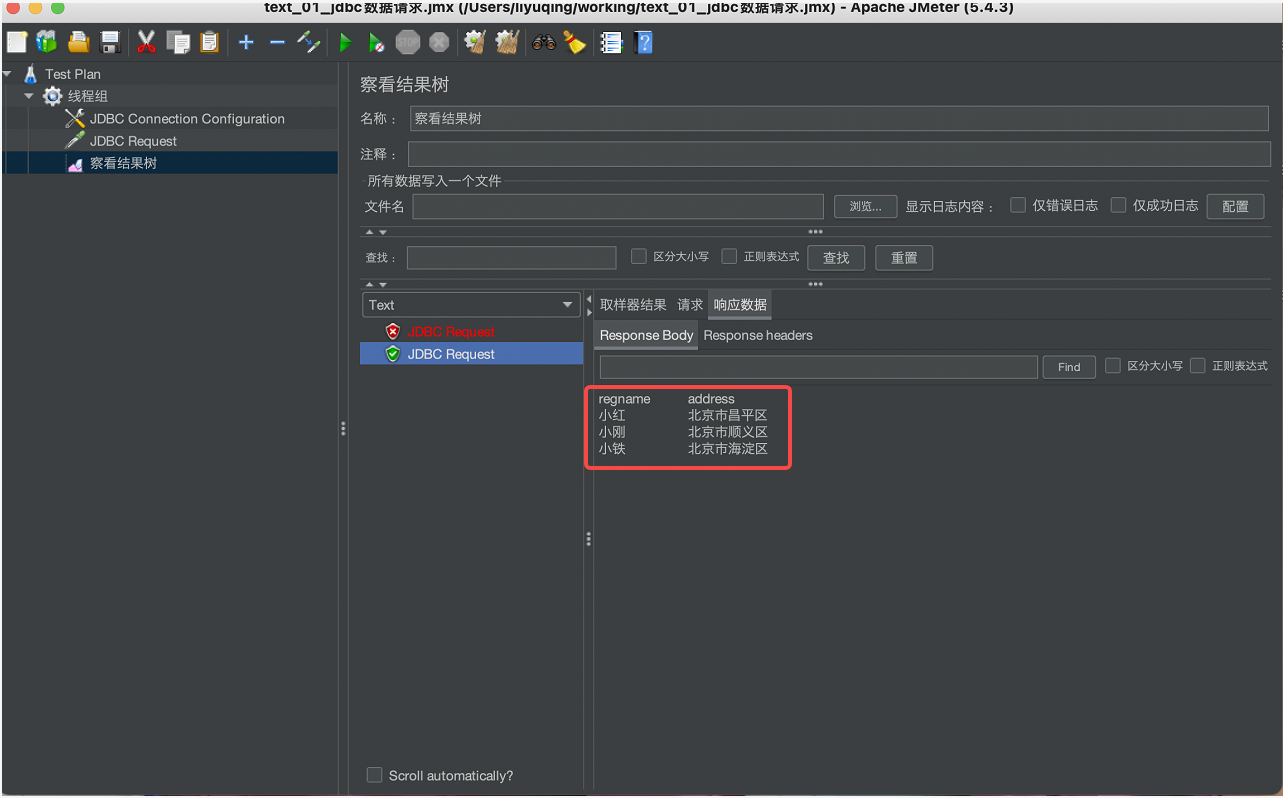 text_01_jdbc数据请求.jmx (/Users/liyuqing/working/text_01_jdbc数据请求.jmx) - Apache JMeter (5.4.3)
STOP
Test Plan
线程组
JDBC Connection Configuration
JDBC Request
察看结果树
察看结果树
名称： 察看结果树
注释：
所有数据写入一个文件
文件名 浏览... 显示日志内容： 仅错误日志 仅成功日志 配置
查找： 区分大小写 正则表达式 查找 重置
Text
JDBC Request
JDBC Request
取样器结果 请求 响应数据
Response Body Response headers
Find 区分大小写 正则表达式
regname address
小红 北京市昌平区
小刚 北京市顺义区
小铁 北京市海淀区
Scroll automatically?